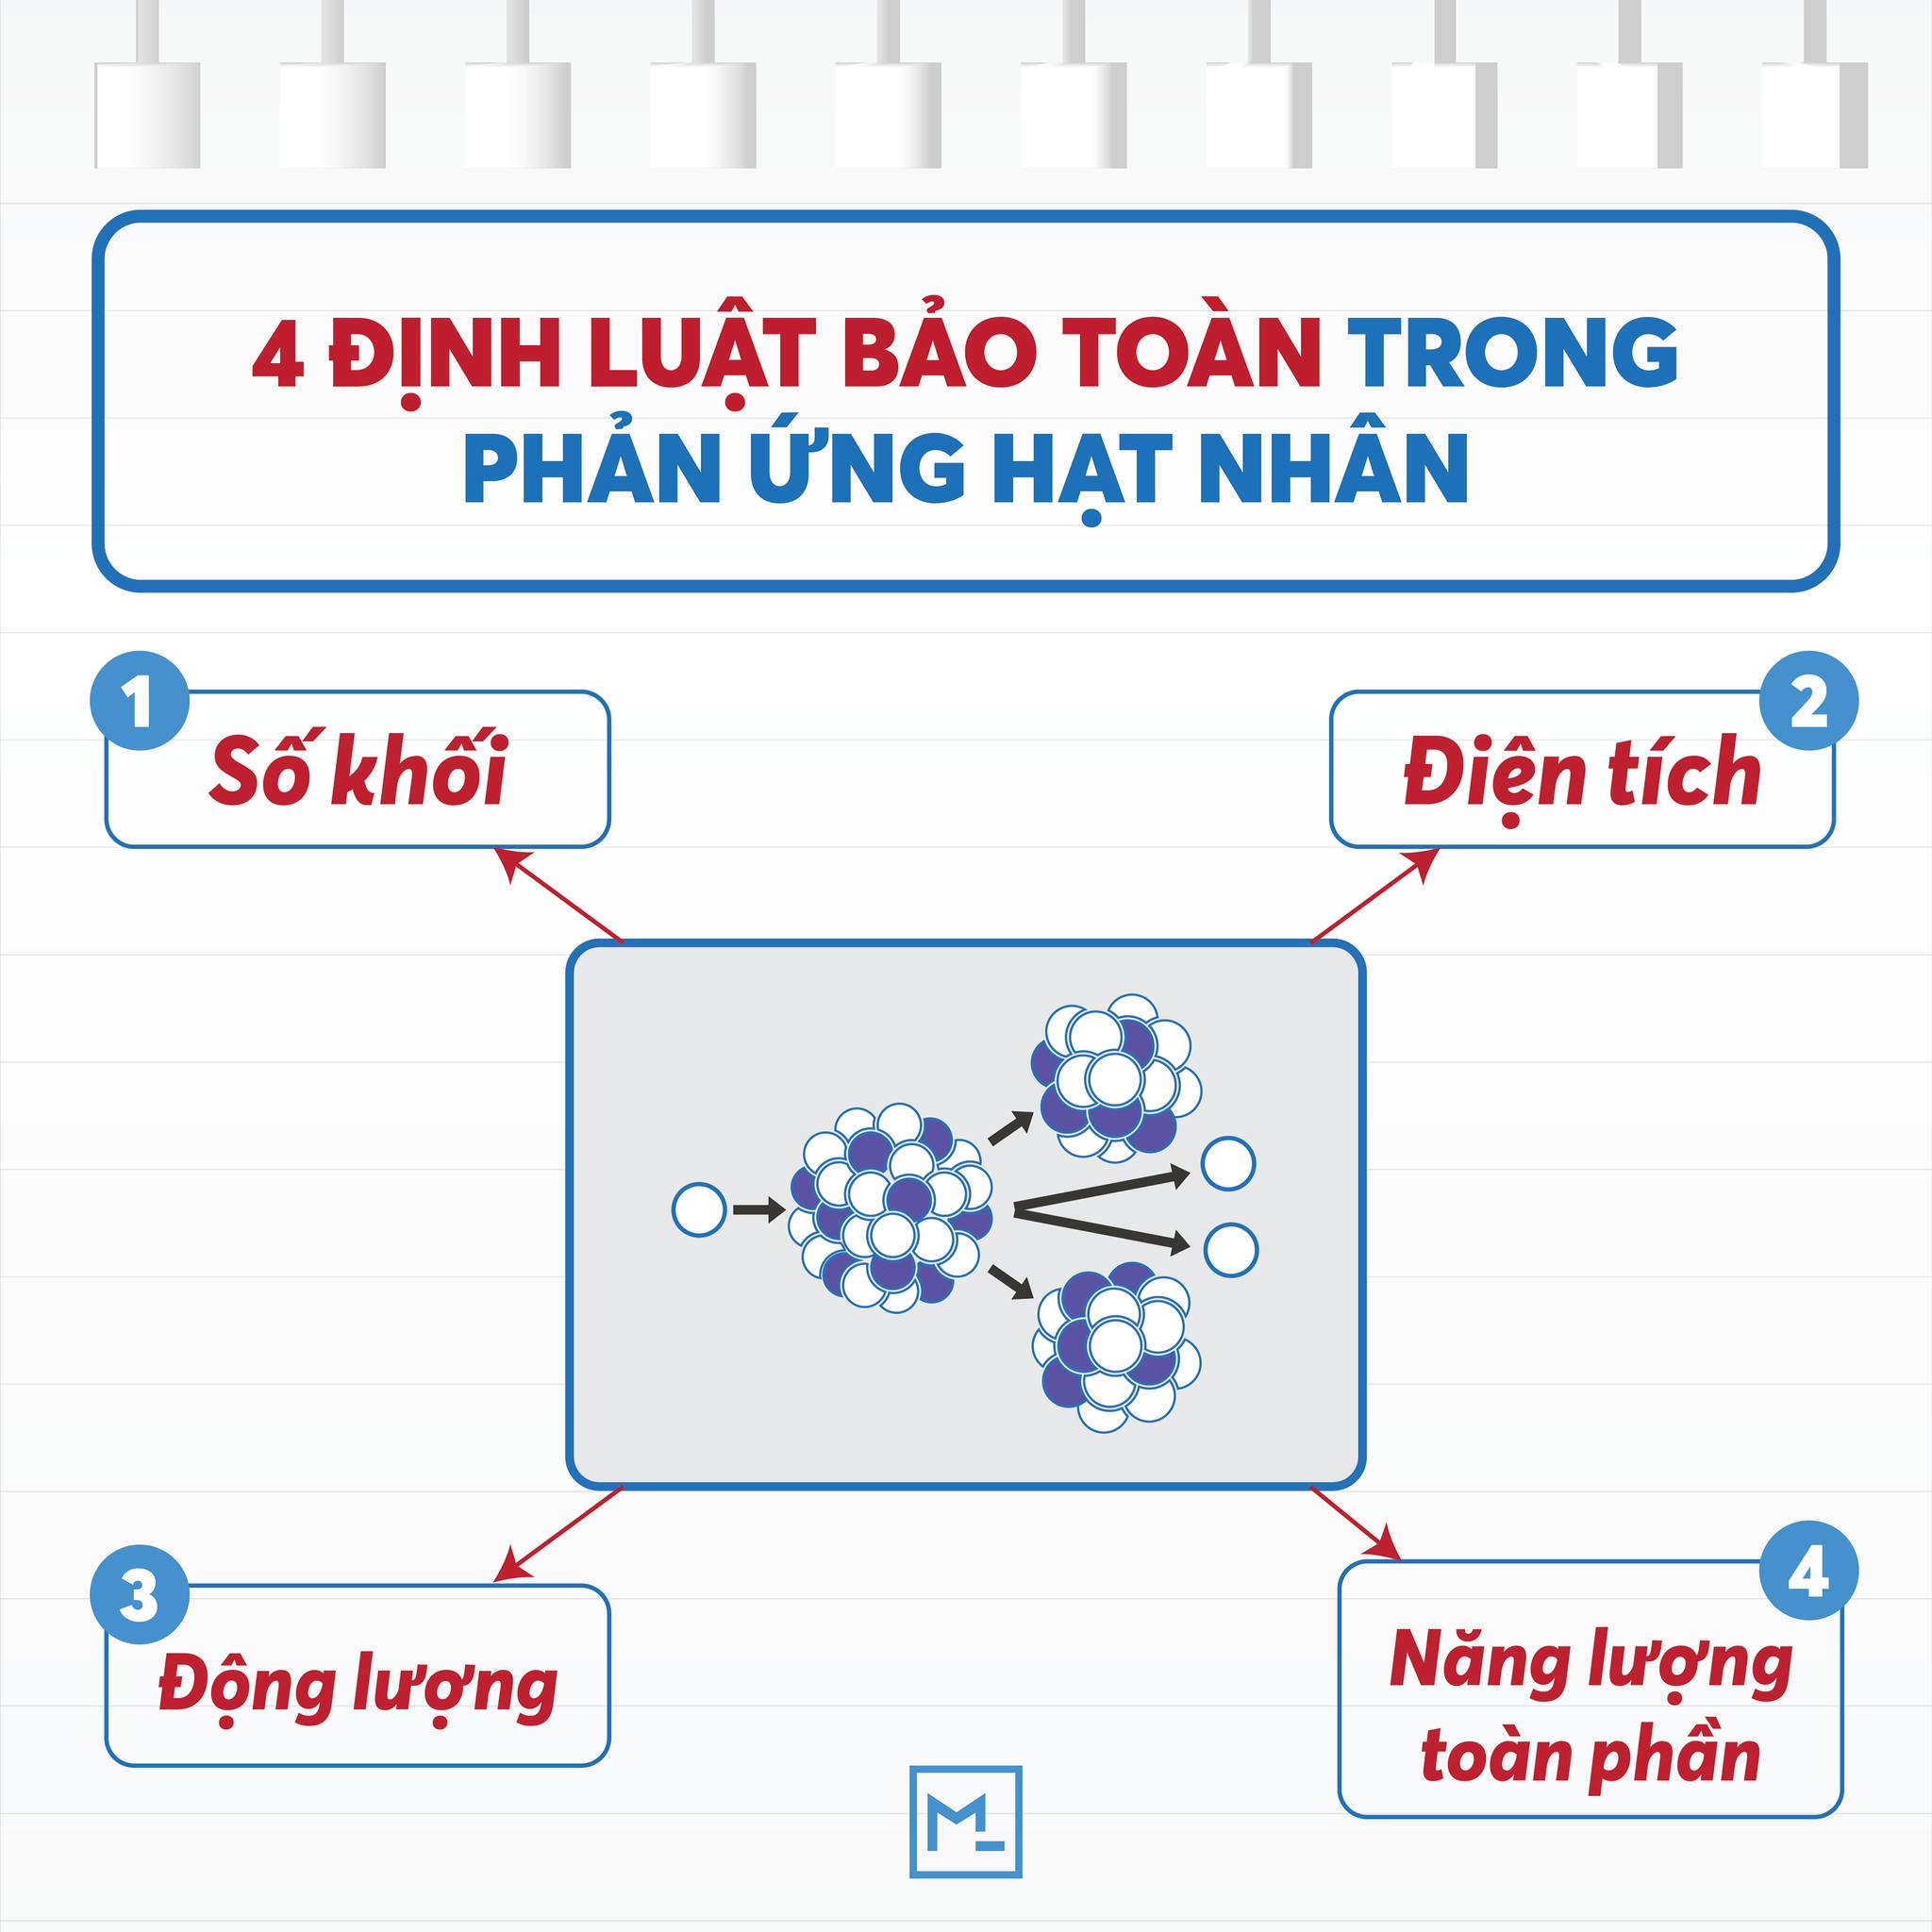 4 ĐỊNH LUẬT BẢO TOÀN TRONG
PHẢN ỨNG HẠT NHÂN
1
Số khối
2
Điện tích
3
Động lượng
4
Năng lượng
toàn phần
M_